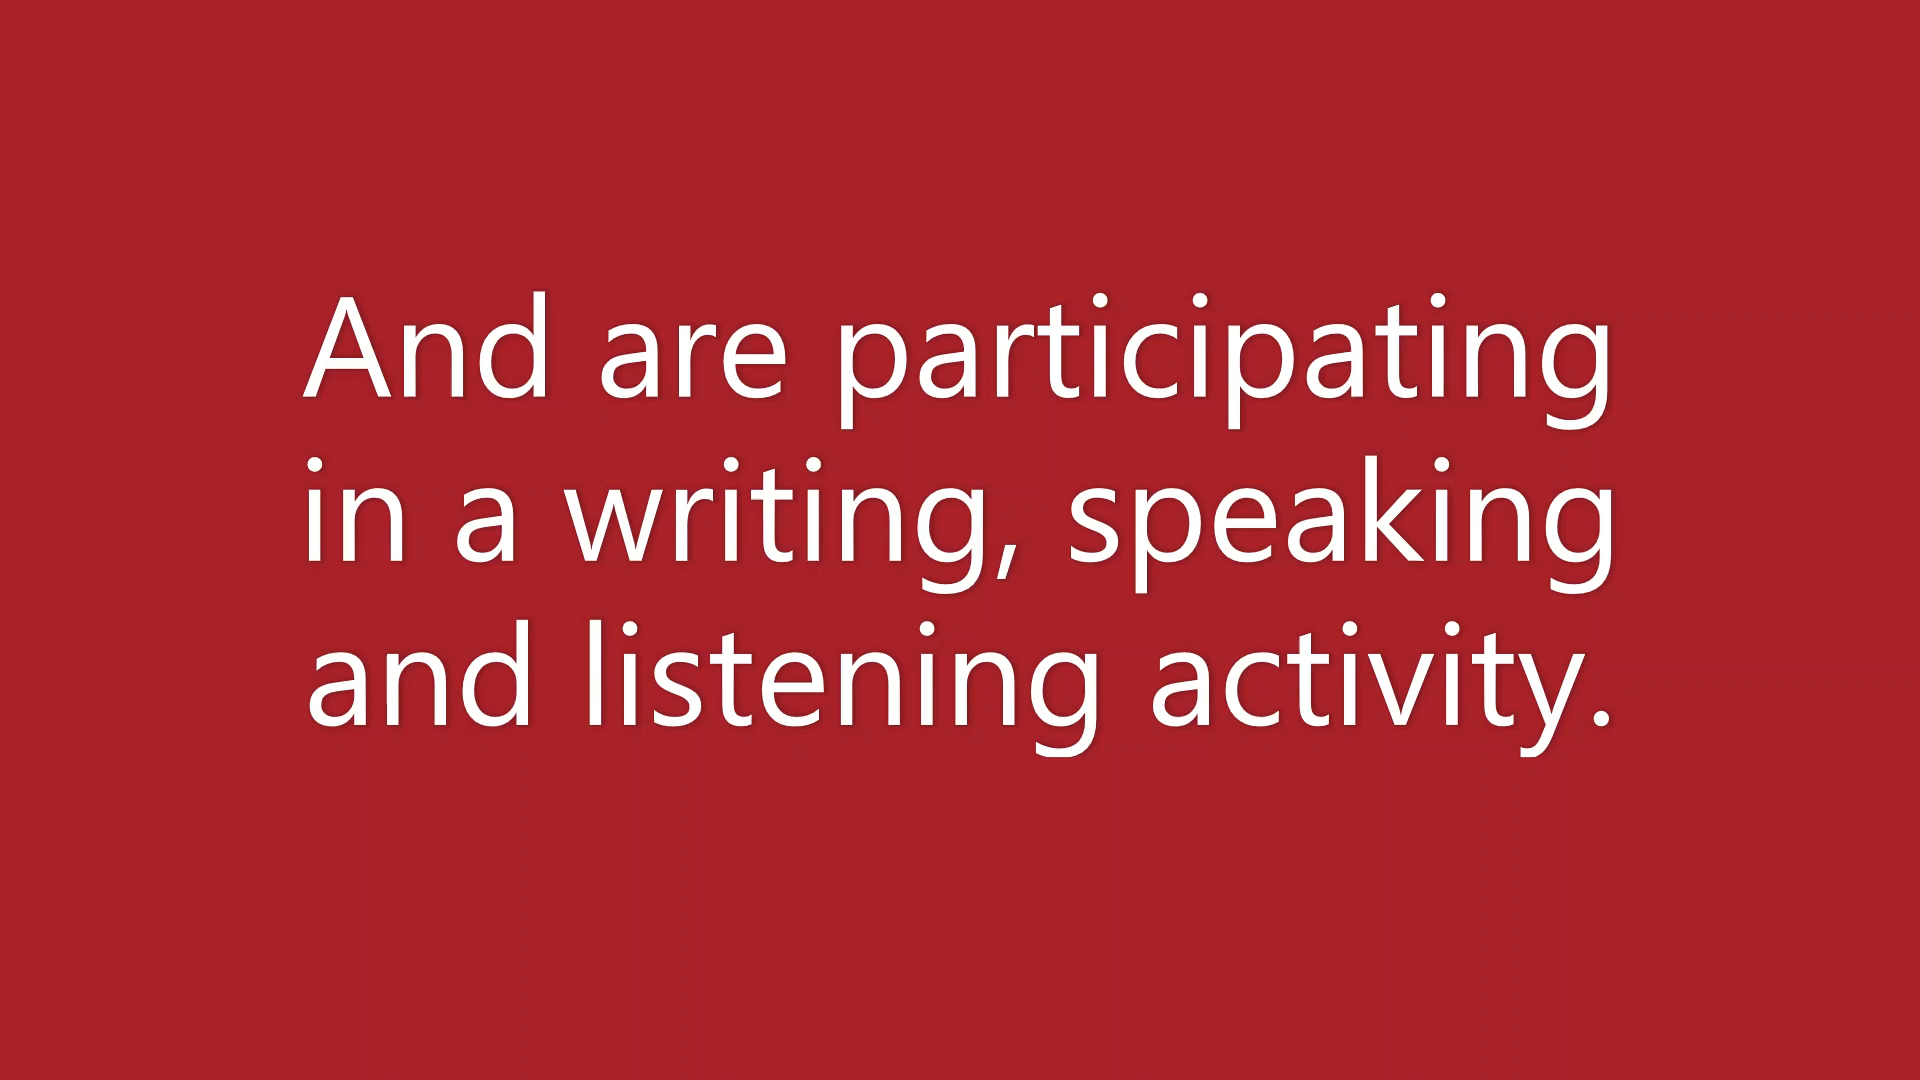 And are participating
in a writing, speaking
and listening activity.